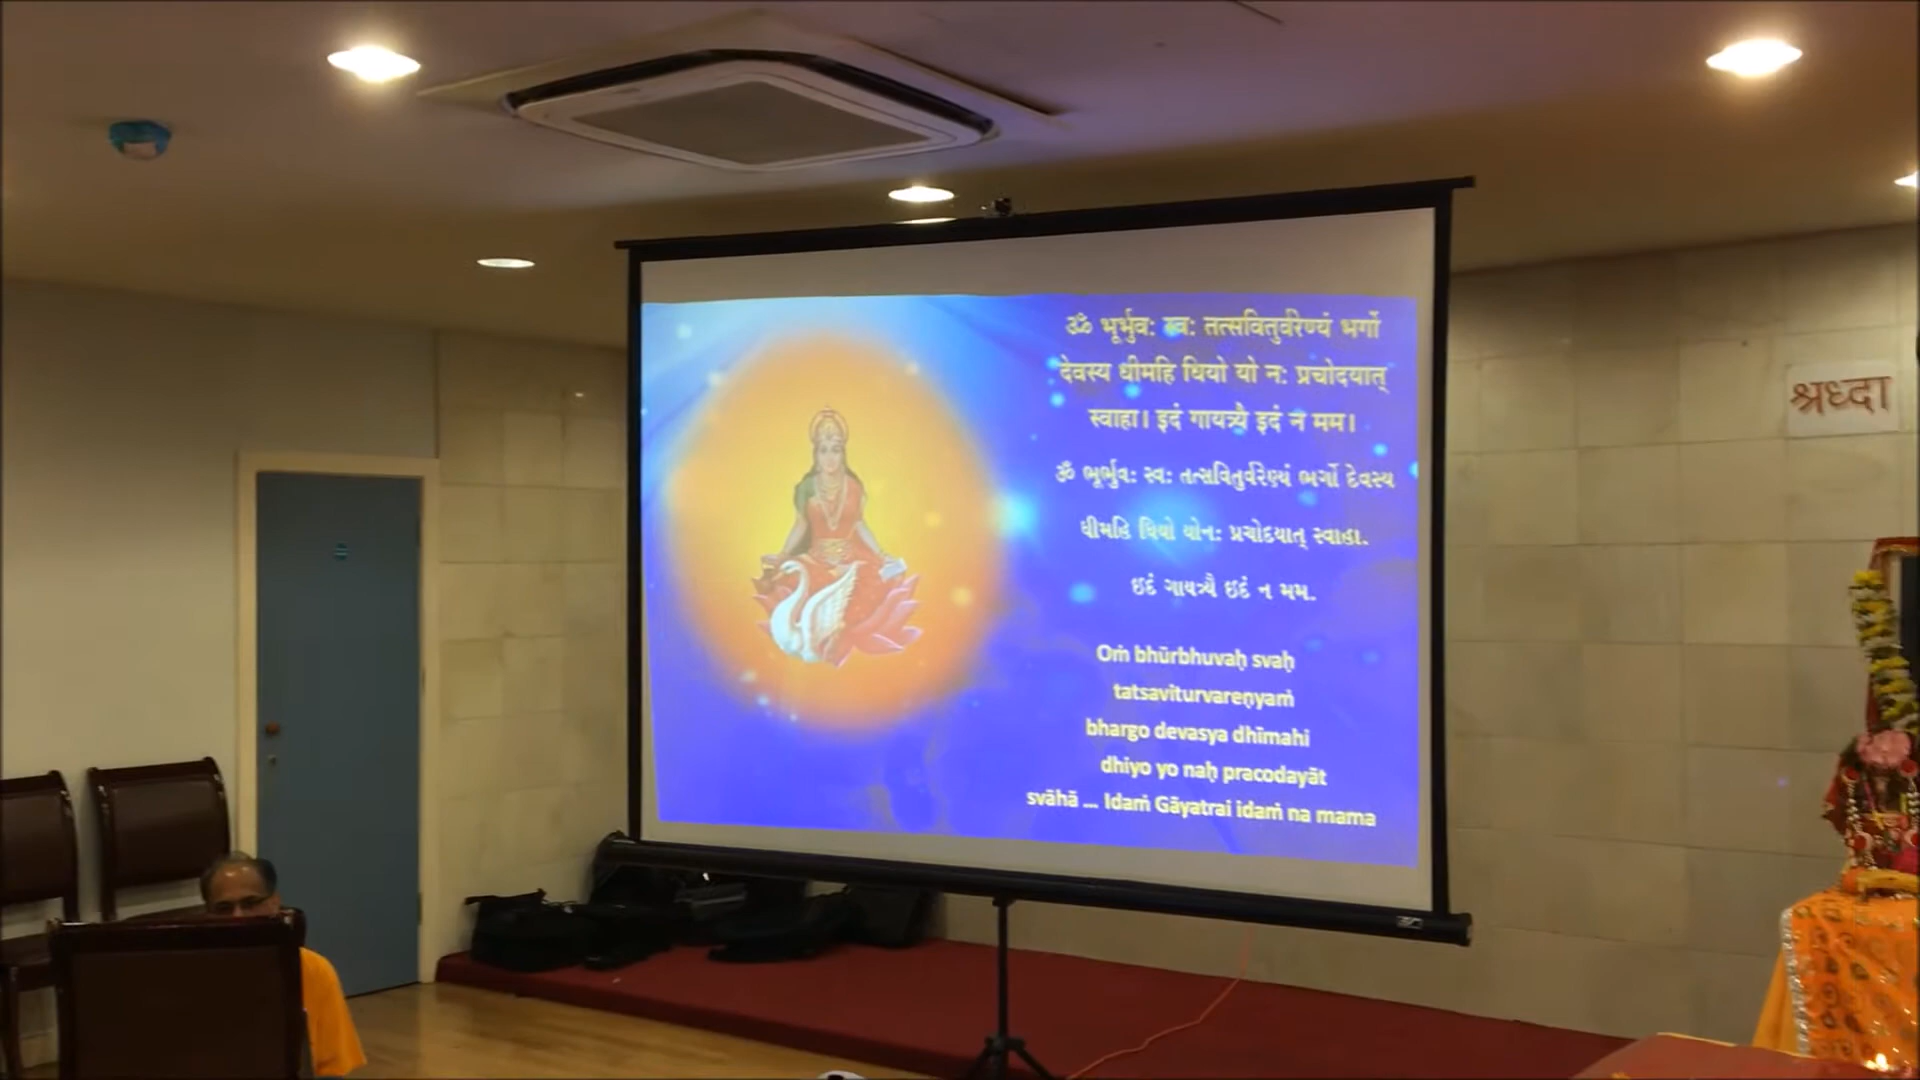 ॐ भूर्भुवः स्वः तत्सवितुर्वरेण्यं भर्गो
देवस्य धीमहि धियो यो नः प्रचोदयात्
स्वाहा। इदं गायत्र्यै इदं न मम।
ૐ ભૂર્ભુવઃ સ્વઃ તત્સવિતુર્વરેણ્યં ભર્ગો દેવસ્ય
ધીમહિ ધિયો યોનઃ પ્રચોદયાત્ સ્વાહા.
ઇદં ગાયત્ર્યૈ ઇદં ન મમ.
Oṁ bhūrbhuvaḥ svaḥ
tatsaviturvareṇyaṁ
bhargo devasya dhīmahi
dhiyo yo naḥ pracodayāt
svāhā ... Idaṁ Gāyatrai idaṁ na mama
श्रध्दा